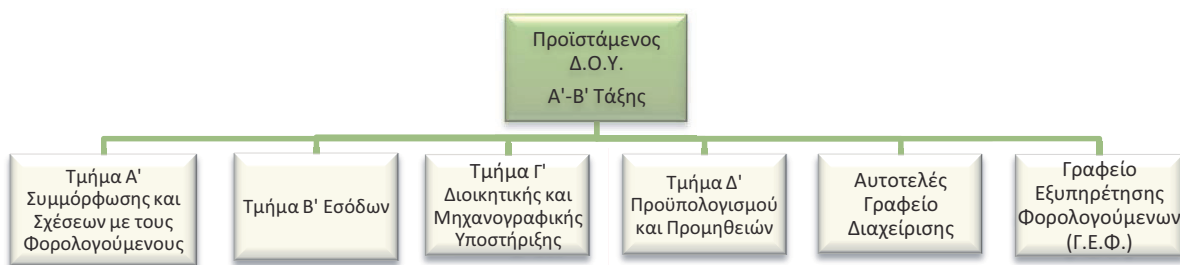 Προϊστάμενος
Δ.Ο.Υ.
Α'-Β' Τάξης
Τμήμα Α'
Συμμόρφωσης και
Σχέσεων με τους
Φορολογούμενους
Τμήμα Β' Εσόδων
Τμήμα Γ'
Διοικητικής και
Μηχανογραφικής
Υποστήριξης
Τμήμα Δ'
Προϋπολογισμού
και Προμηθειών
Αυτοτελές
Γραφείο
Διαχείρισης
Γραφείο
Εξυπηρέτησης
Φορολογούμενων
(Γ.Ε.Φ.)